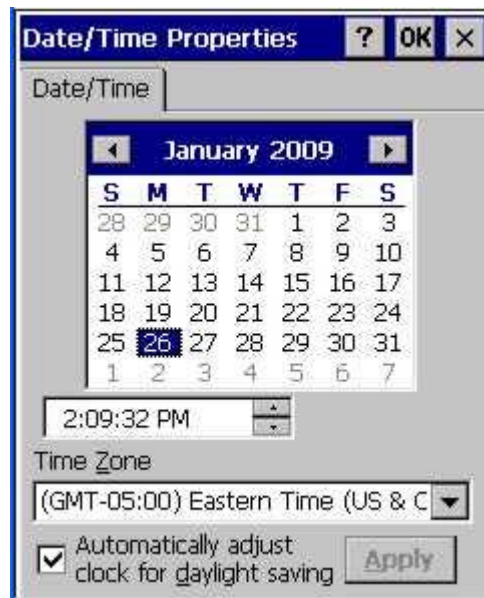 Date/Time Properties ? OK ×
Date/Time
January 2009
S M T W T F S
28 29 30 31 1 2 3
4 5 6 7 8 9 10
11 12 13 14 15 16 17
18 19 20 21 22 23 24
25 26 27 28 29 30 31
1 2 3 4 5 6 7
2:09:32 PM
Time Zone
(GMT-05:00) Eastern Time (US & C
Automatically adjust
clock for daylight saving
Apply